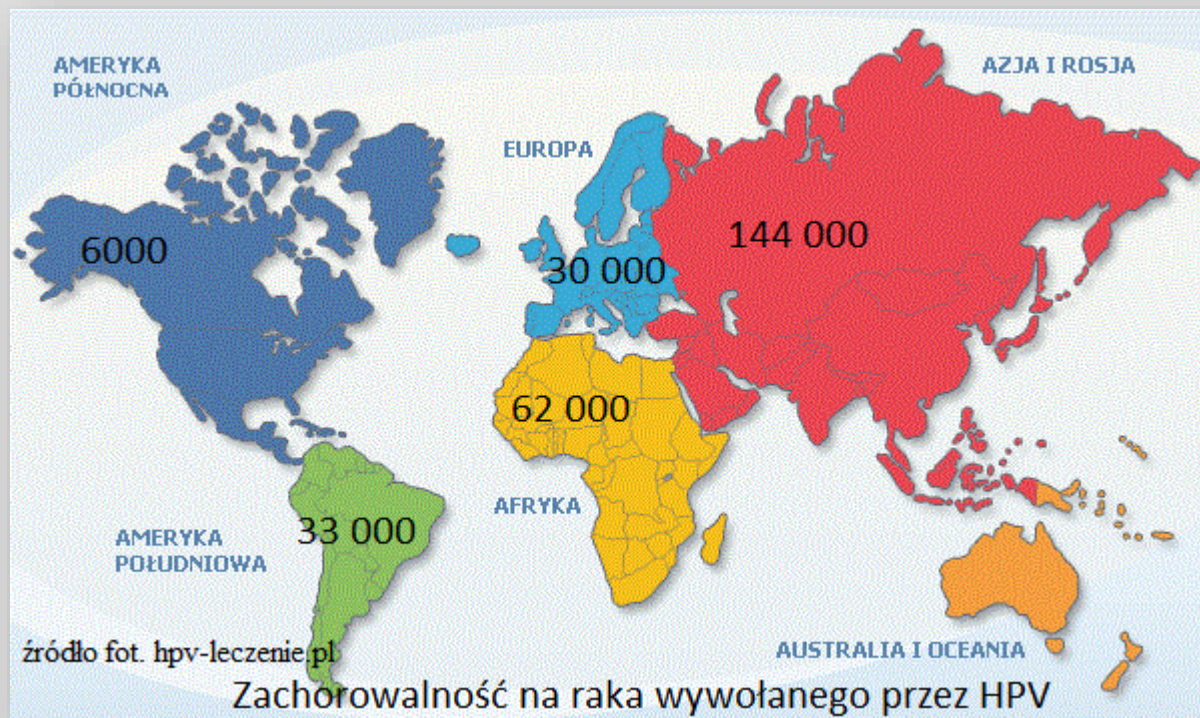 AMERYKA
PÓŁNOCNA
AZJA I ROSJA
EUROPA
6000
30 000
144 000
62 000
AFRYKA
33 000
AMERYKA
POŁUDNIOWA
AUSTRALIA I OCEANIA
źródło fot. hpv-leczenie.pl
Zachorowalność na raka wywołanego przez HPV